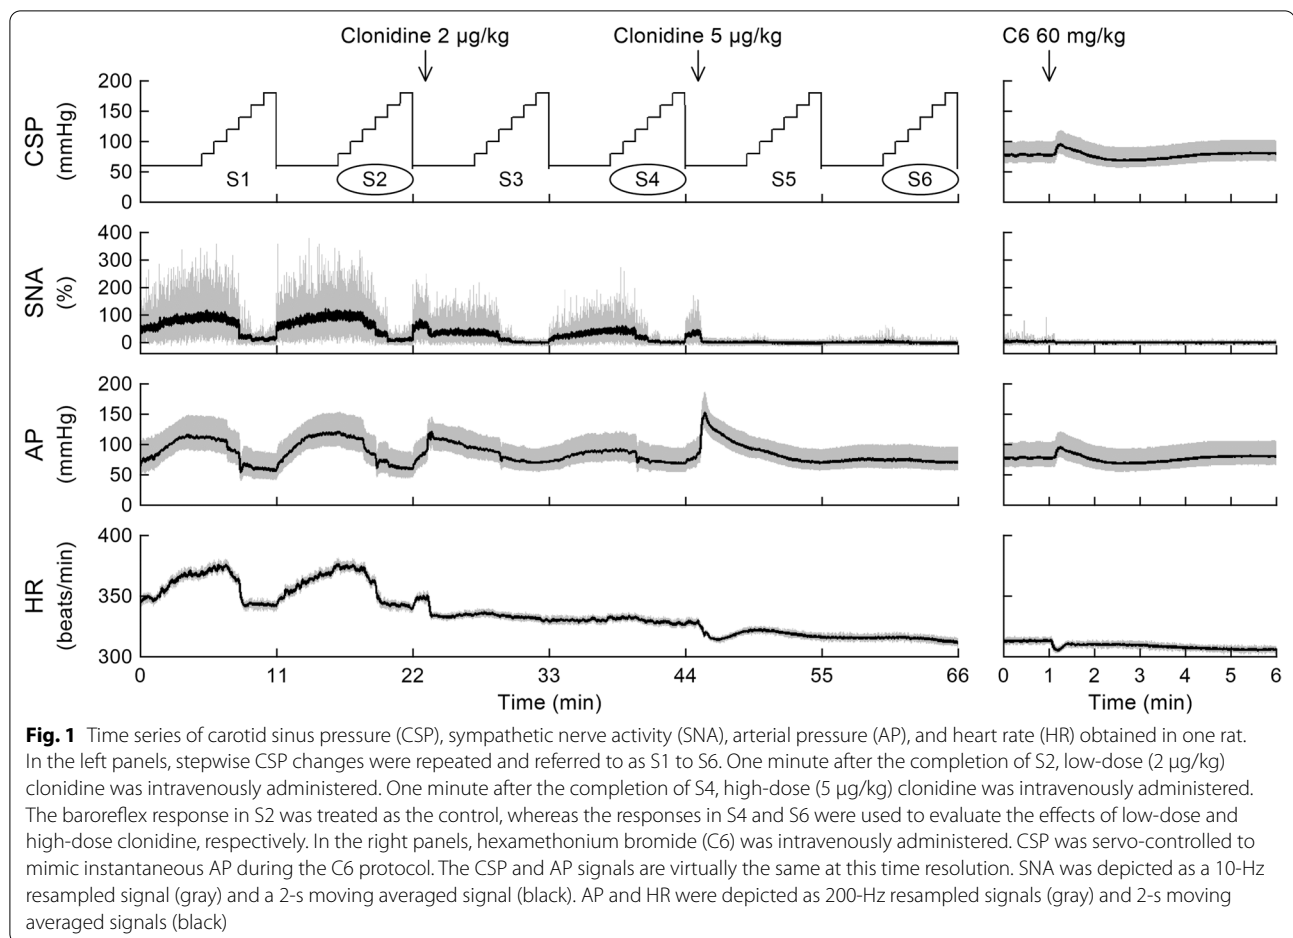 Clonidine 2 µg/kg
Clonidine 5 µg/kg
C6 60 mg/kg
CSP
(mmHg)
200
150
100
50
0
S1
S2
S3
S4
S5
S6
SNA
(%)
400
300
200
100
0
AP
(mmHg)
200
150
100
50
0
HR
(beats/min)
400
350
300
0 11 22 33 44 55 66
Time (min)
0 1 2 3 4 5 6
Time (min)
Fig. 1 Time series of carotid sinus pressure (CSP), sympathetic nerve activity (SNA), arterial pressure (AP), and heart rate (HR) obtained in one rat.
In the left panels, stepwise CSP changes were repeated and referred to as S1 to S6. One minute after the completion of S2, low-dose (2 µg/kg)
clonidine was intravenously administered. One minute after the completion of S4, high-dose (5 µg/kg) clonidine was intravenously administered.
The baroreflex response in S2 was treated as the control, whereas the responses in S4 and S6 were used to evaluate the effects of low-dose and
high-dose clonidine, respectively. In the right panels, hexamethonium bromide (C6) was intravenously administered. CSP was servo-controlled to
mimic instantaneous AP during the C6 protocol. The CSP and AP signals are virtually the same at this time resolution. SNA was depicted as a 10-Hz
resampled signal (gray) and a 2-s moving averaged signal (black). AP and HR were depicted as 200-Hz resampled signals (gray) and 2-s moving
averaged signals (black)